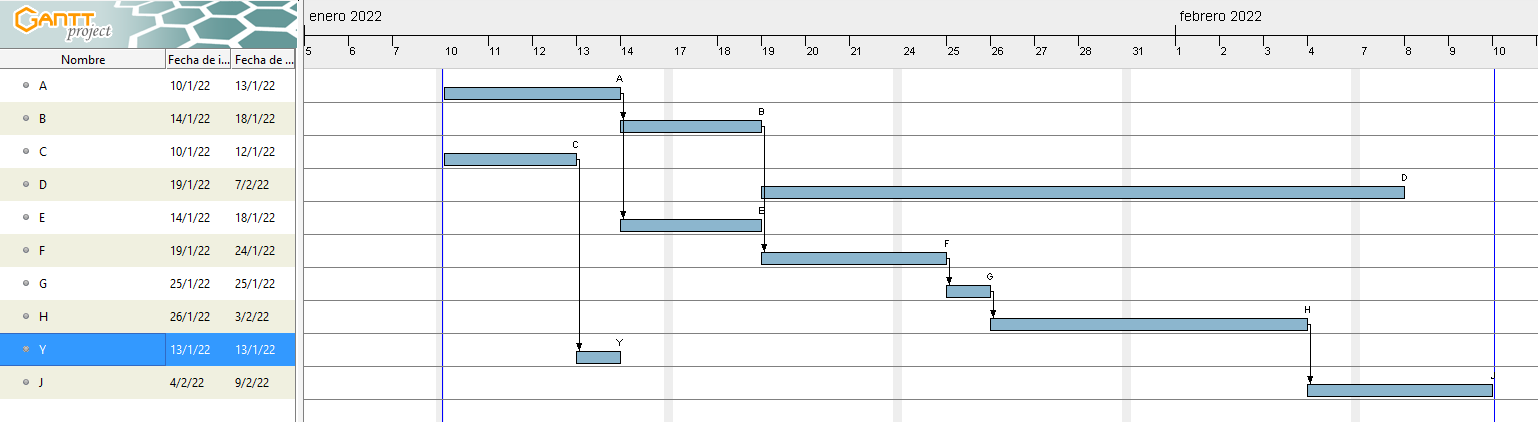 GANTT
project
enero 2022
febrero 2022
5 6 7 10 11 12 13 14 17 18 19 20 21 24 25 26 27 28 31 1 2 3 4 7 8 9 10
Nombre Fecha de i... Fecha de ...
A 10/1/22 13/1/22
B 14/1/22 18/1/22
C 10/1/22 12/1/22
D 19/1/22 7/2/22
E 14/1/22 18/1/22
F 19/1/22 24/1/22
G 25/1/22 25/1/22
H 26/1/22 3/2/22
Y 13/1/22 13/1/22
J 4/2/22 9/2/22
A
B
C
D
E
F
G
H
Y